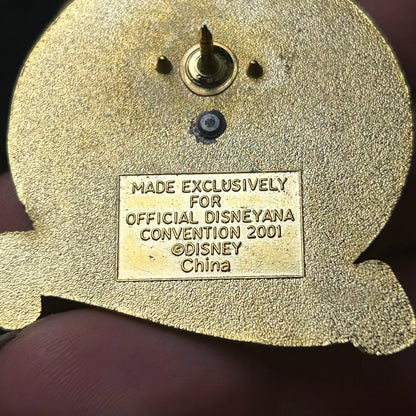 MADE EXCLUSIVELY
FOR
OFFICIAL DISNEYANA
CONVENTION 2001
©DISNEY
China